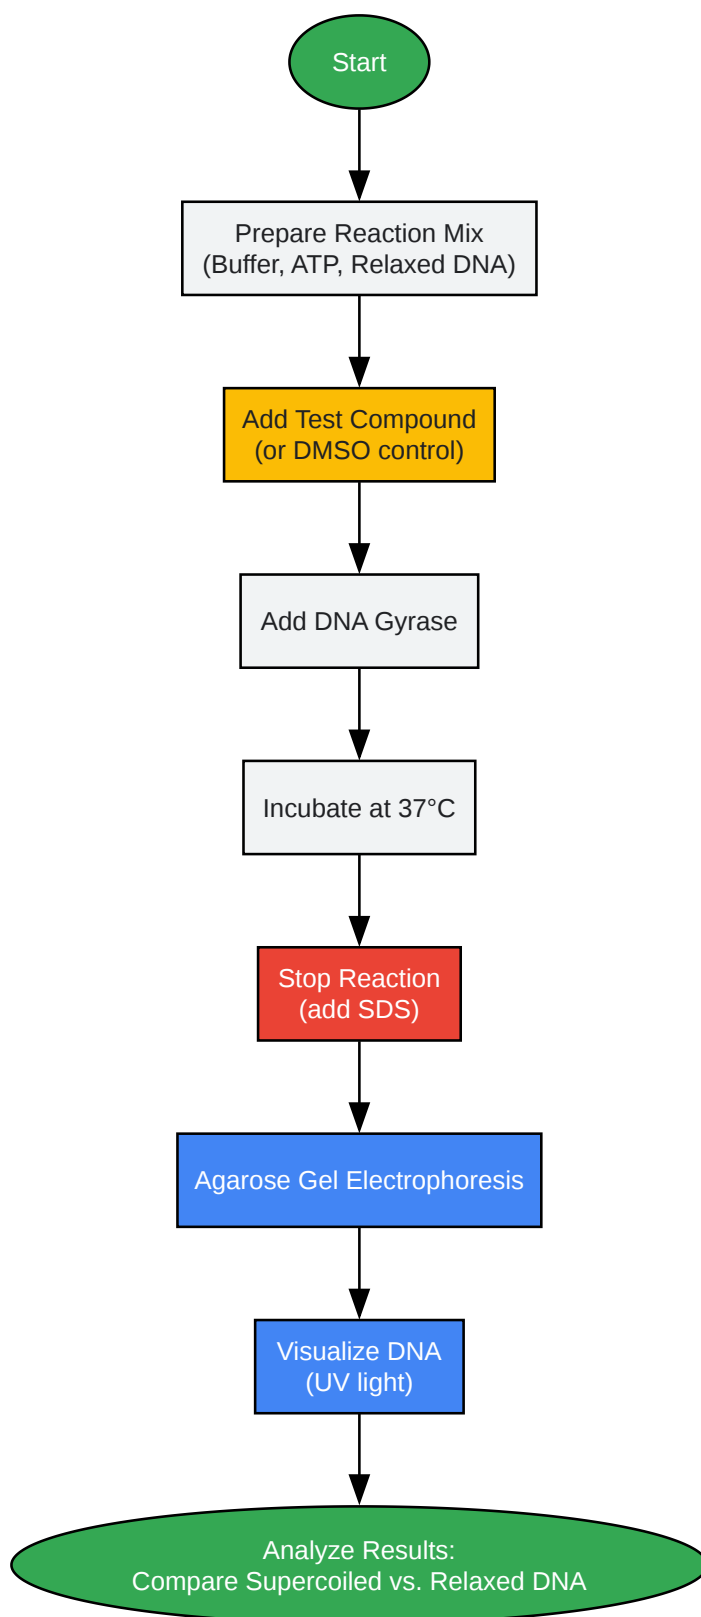 Start
Prepare Reaction Mix
(Buffer, ATP, Relaxed DNA)
Add Test Compound
(or DMSO control)
Add DNA Gyrase
Incubate at 37°C
Stop Reaction
(add SDS)
Agarose Gel Electrophoresis
Visualize DNA
(UV light)
Analyze Results:
Compare Supercoiled vs. Relaxed DNA